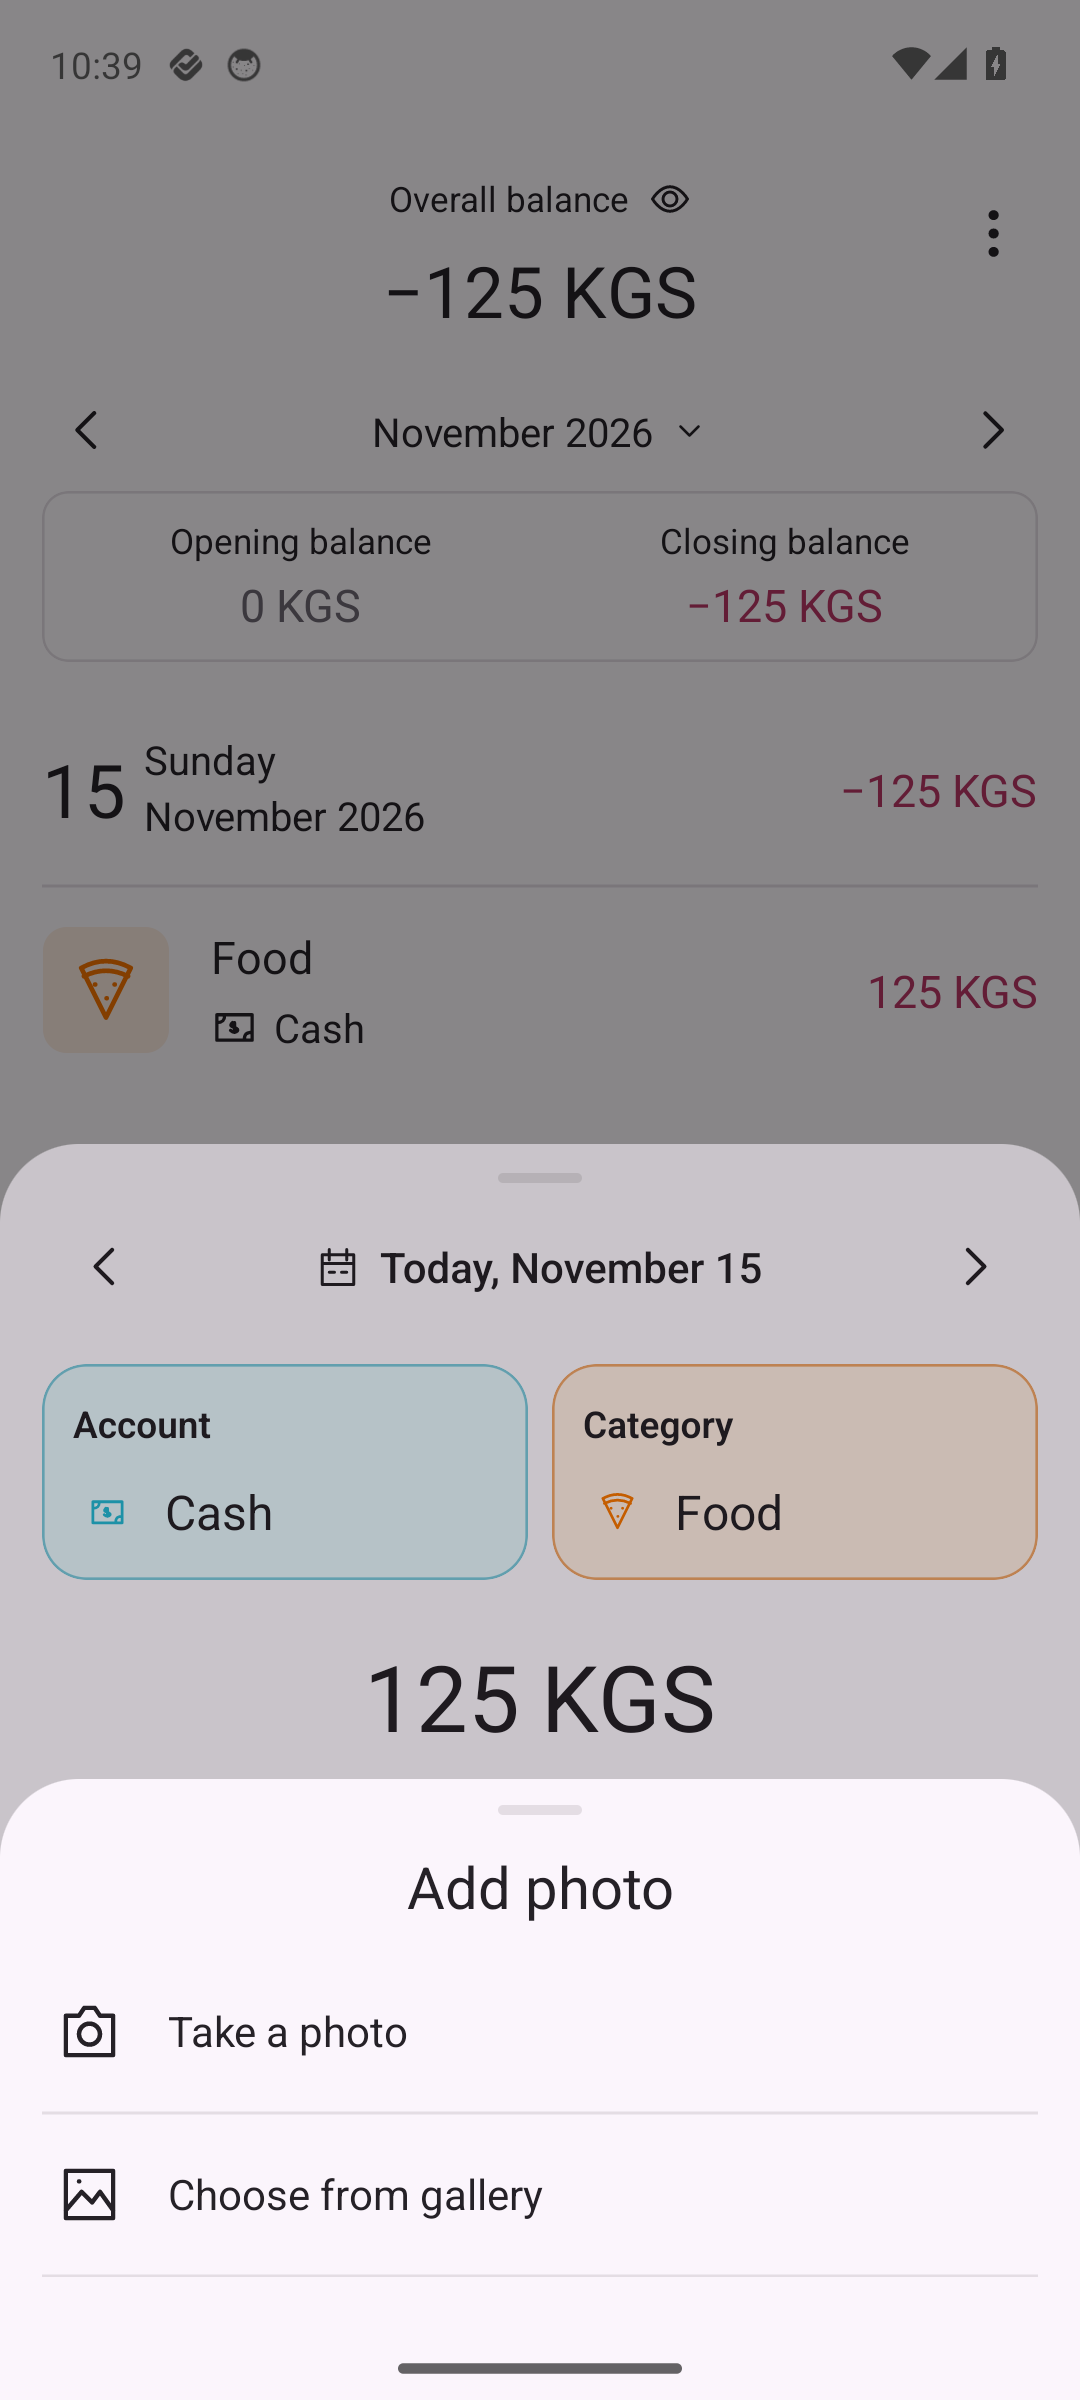 10:39
Overall balance
−125 KGS
November 2026
Opening balance
Closing balance
0 KGS
−125 KGS
15
Sunday
November 2026
−125 KGS
Food
Cash
125 KGS
Today, November 15
Account
Cash
Category
Food
125 KGS
Add photo
Take a photo
Choose from gallery